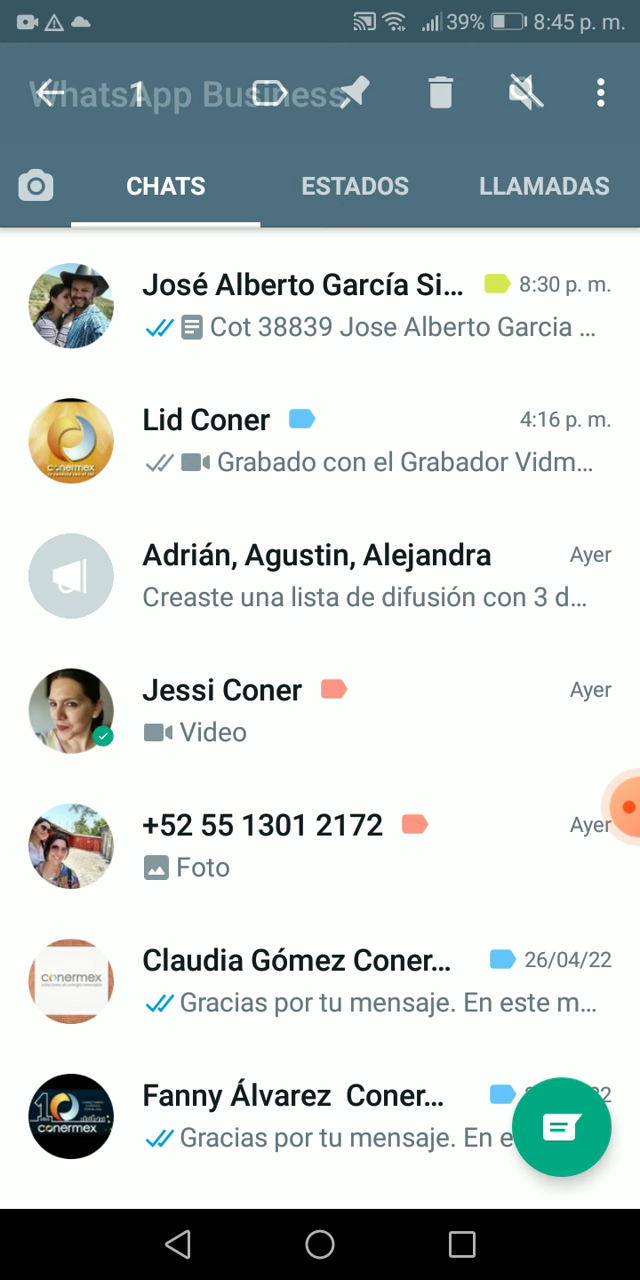 39% 8:45 p. m.
WhatsApp Business
1
CHATS ESTADOS LLAMADAS
José Alberto García Si... 8:30 p. m.
Cot 38839 Jose Alberto Garcia ...
Lid Coner 4:16 p. m.
conermex
Grabado con el Grabador Vidm...
Adrián, Agustin, Alejandra Ayer
Creaste una lista de difusión con 3 d...
Jessi Coner Ayer
Video
+52 55 1301 2172 Ayer
Foto
Claudia Gómez Coner... 26/04/22
conermex
Gracias por tu mensaje. En este m...
Fanny Álvarez Coner...
conermex
Gracias por tu mensaje. En e